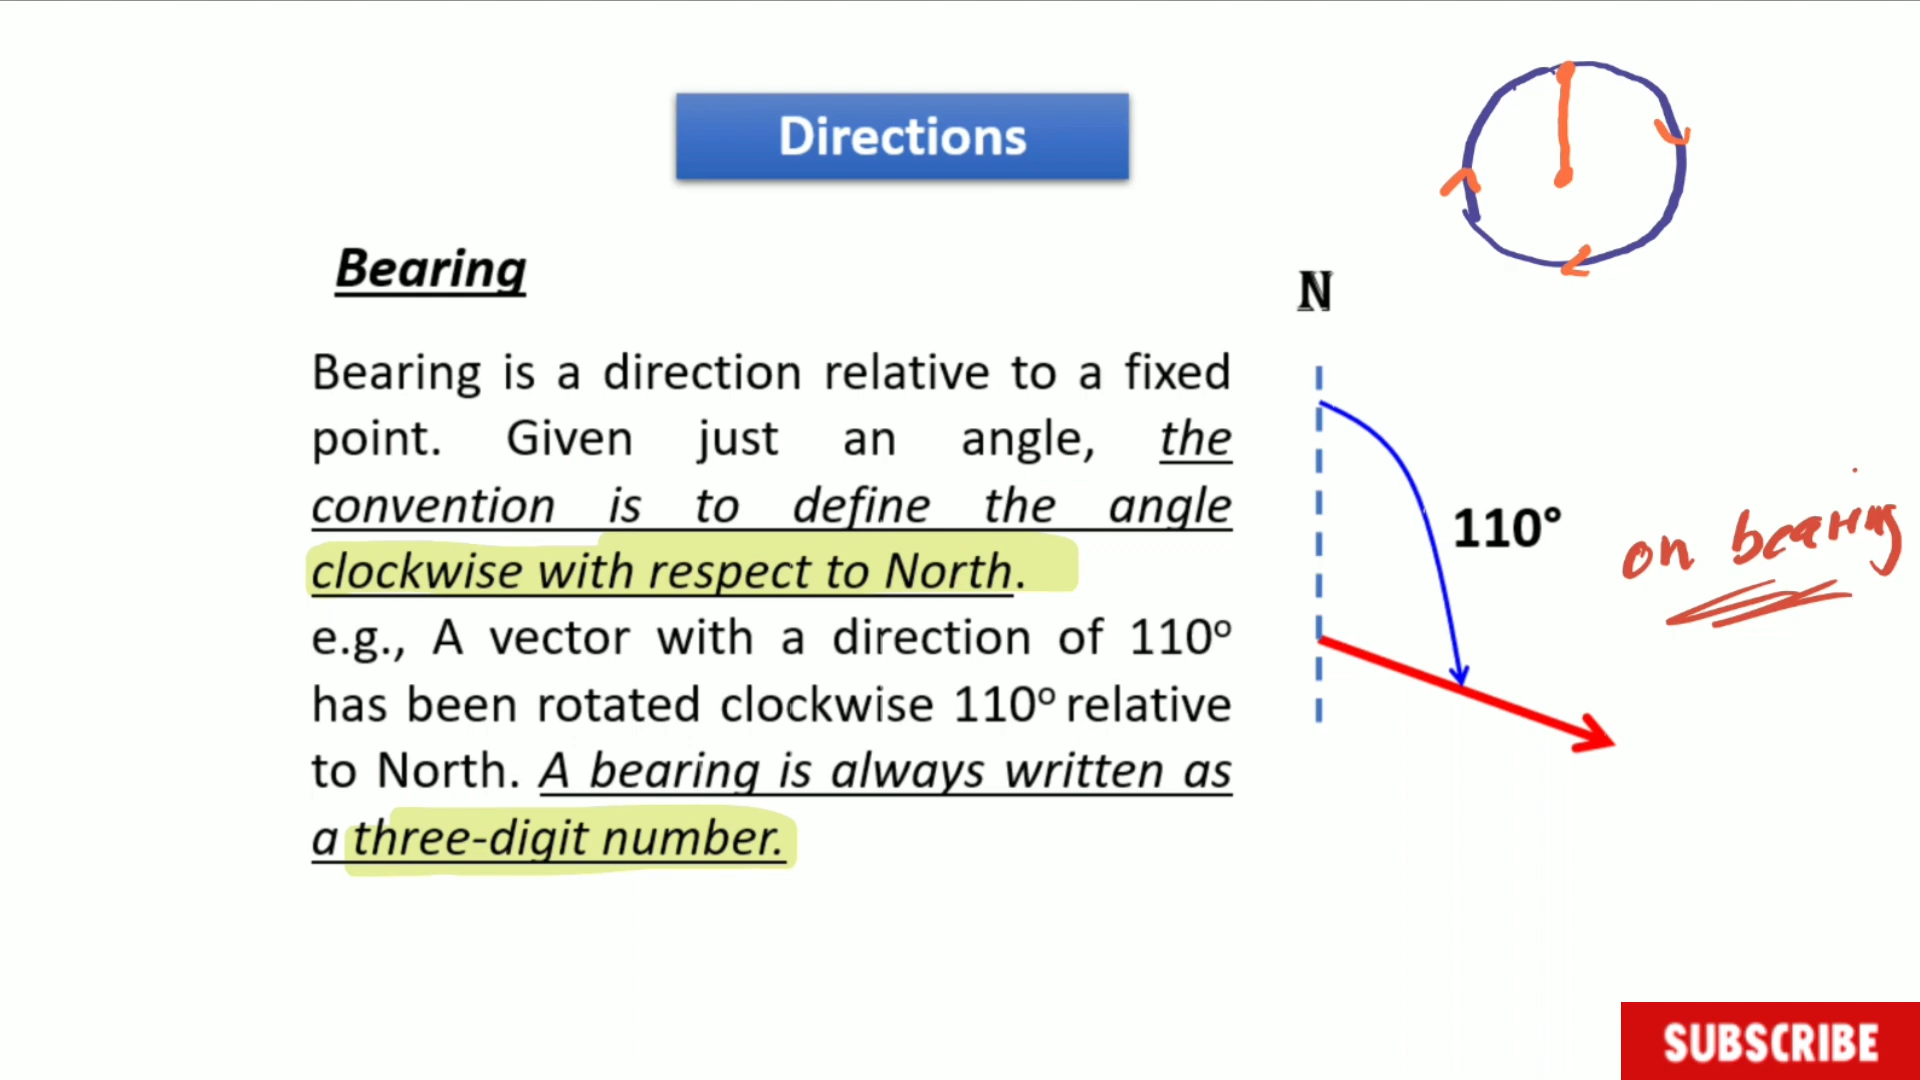 Directions
Bearing
Bearing is a direction relative to a fixed
point. Given just an angle, the
convention is to define the angle
clockwise with respect to North.
e.g., A vector with a direction of 110º
has been rotated clockwise 110º relative
to North. A bearing is always written as
a three-digit number.
N
110°
on bearing
SUBSCRIBE